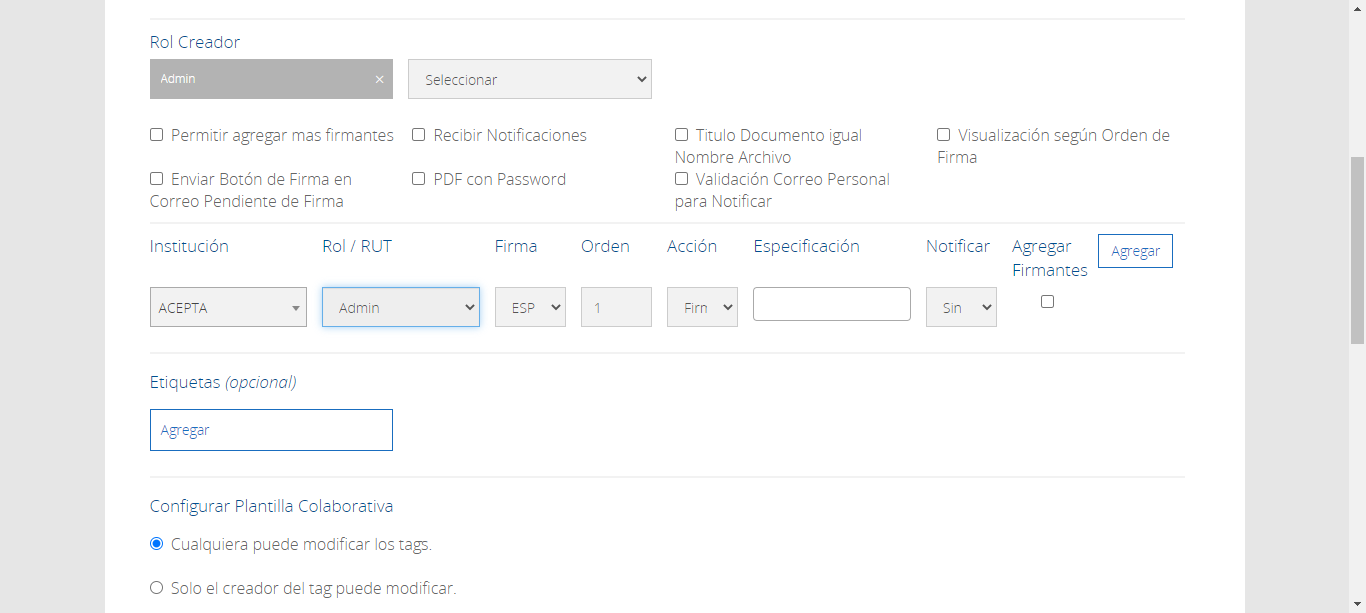 Rol Creador
Admin ×
Seleccionar
Permitir agregar mas firmantes
Recibir Notificaciones
Titulo Documento igual
Nombre Archivo
Visualización según Orden de
Firma
Enviar Botón de Firma en
Correo Pendiente de Firma
PDF con Password
Validación Correo Personal
para Notificar
Institución
Rol / RUT
Firma
Orden
Acción
Especificación
Notificar
Agregar
Firmantes
Agregar
ACEPTA
Admin
ESP
1
Firn
Sin
Etiquetas (opcional)
Agregar
Configurar Plantilla Colaborativa
Cualquiera puede modificar los tags.
Solo el creador del tag puede modificar.